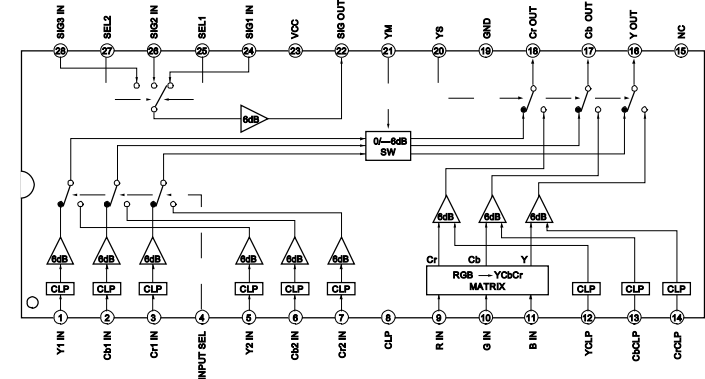 SIG3 IN
SEL2
SIG2 IN
SEL1
SIG1 IN
VCC
SIG OUT
YM
YS
GND
Cr OUT
Cb OUT
Y OUT
NC
28
27
26
25
24
23
22
21
20
19
18
17
16
15
6dB
0/—6dB
SW
6dB
6dB
6dB
6dB
6dB
6dB
6dB
6dB
6dB
Cr
Cb
Y
RGB → YCbCr
MATRIX
CLP
CLP
CLP
CLP
CLP
CLP
CLP
CLP
CLP
1
2
3
4
5
6
7
8
9
10
11
12
13
14
Y1 IN
Cb1 IN
Cr1 IN
INPUT SEL
Y2 IN
Cb2 IN
Cr2 IN
CLP
R IN
G IN
B IN
YCLP
CbCLP
CrCLP